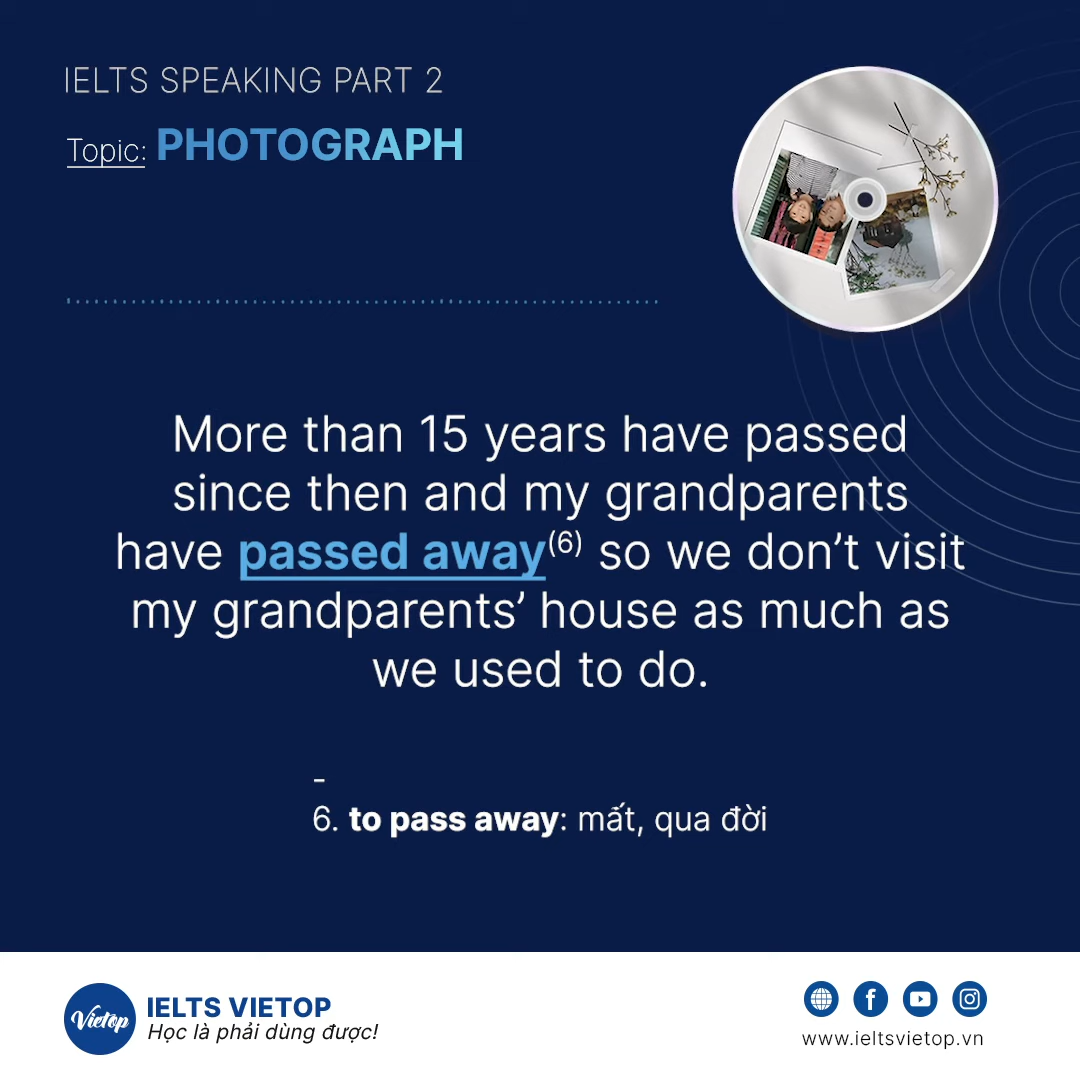 IELTS SPEAKING PART 2
Topic: PHOTOGRAPH
More than 15 years have passed
since then and my grandparents
have passed away(6) so we don’t visit
my grandparents’ house as much as
we used to do.
-
6. to pass away: mất, qua đời
Vietop
IELTS VIETOP
Học là phải dùng được!
www.ieltsvietop.vn